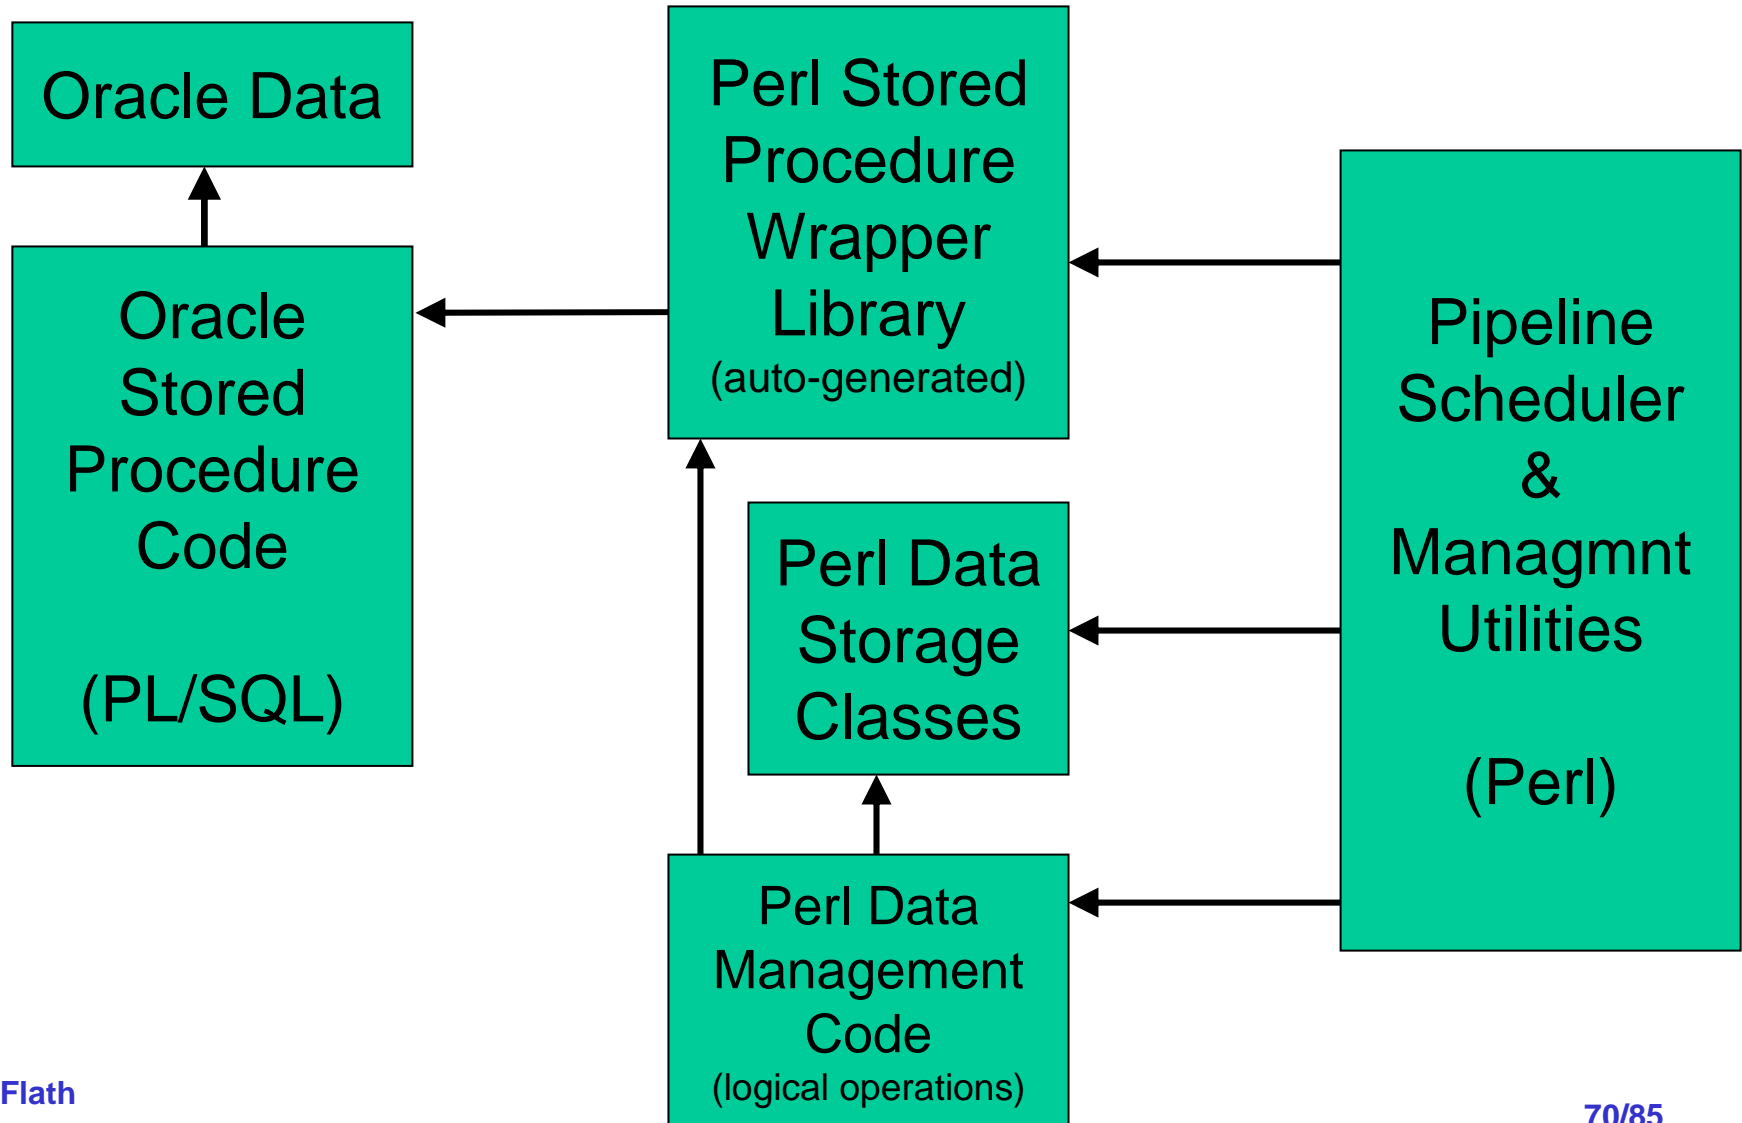 Oracle Data
Oracle
Stored
Procedure
Code
(PL/SQL)
Perl Stored
Procedure
Wrapper
Library
(auto-generated)
Perl Data
Storage
Classes
Perl Data
Management
Code
(logical operations)
Pipeline
Scheduler
&
Managmnt
Utilities
(Perl)
Flath
70/85